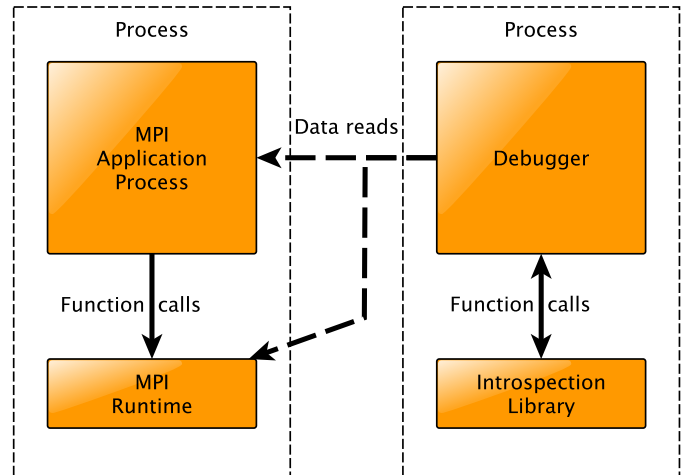 Process
Process
MPI
Application
Process
Data reads
Debugger
Function calls
Function calls
MPI
Runtime
Introspection
Library